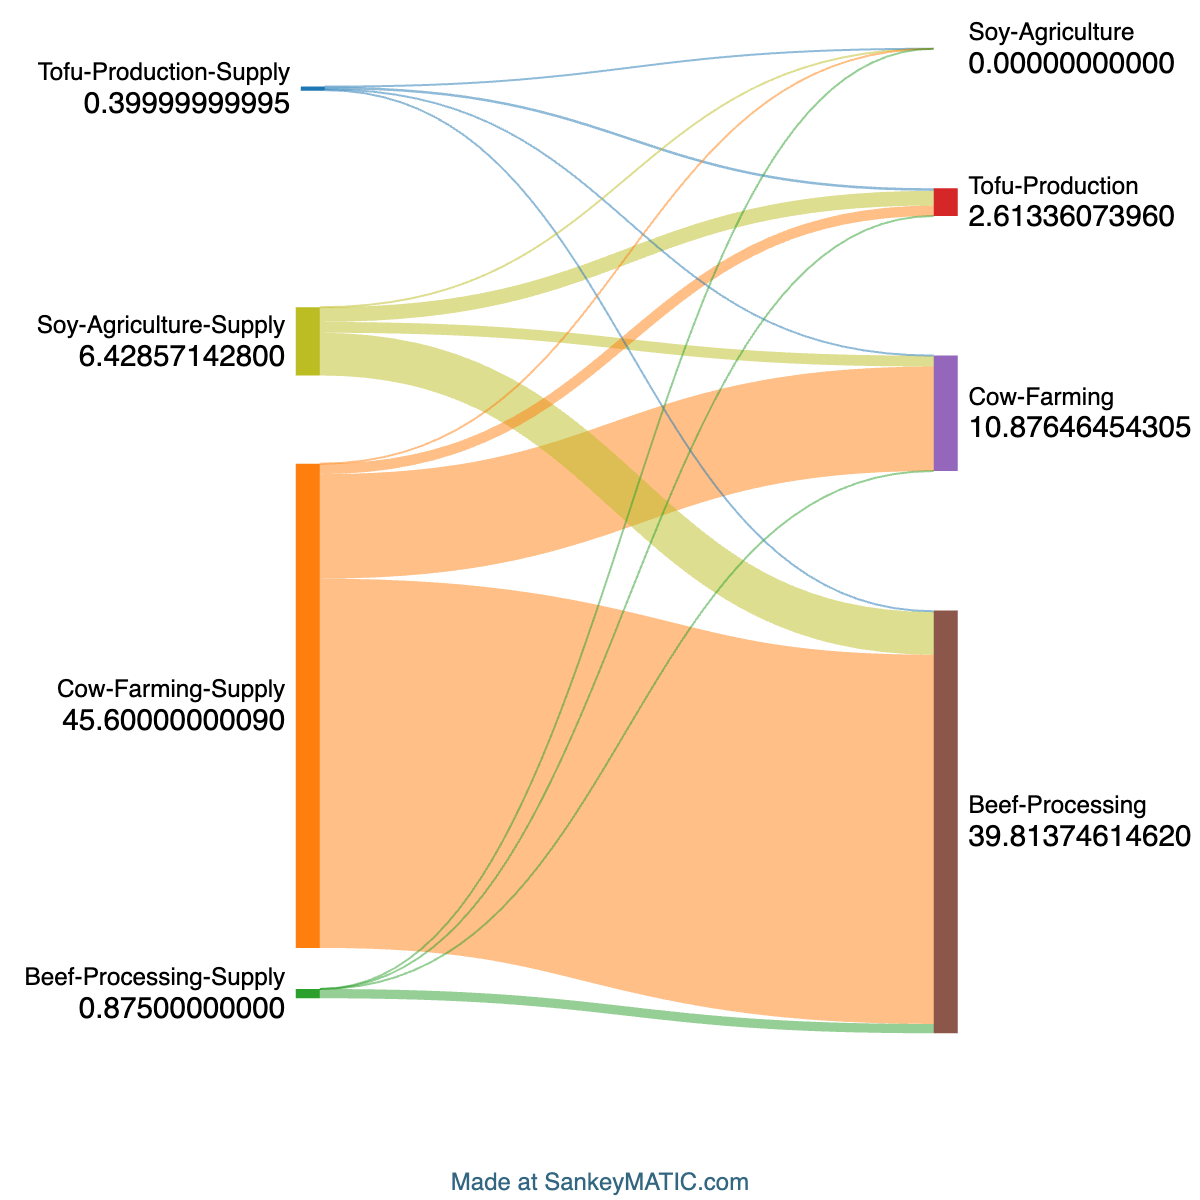 Soy-Agriculture
0.00000000000
Tofu-Production-Supply
0.39999999995
Tofu-Production
2.61336073960
Soy-Agriculture-Supply
6.42857142800
Cow-Farming
10.87646454305
Cow-Farming-Supply
45.60000000090
Beef-Processing
39.81374614620
Beef-Processing-Supply
0.87500000000
Made at SankeyMATIC.com